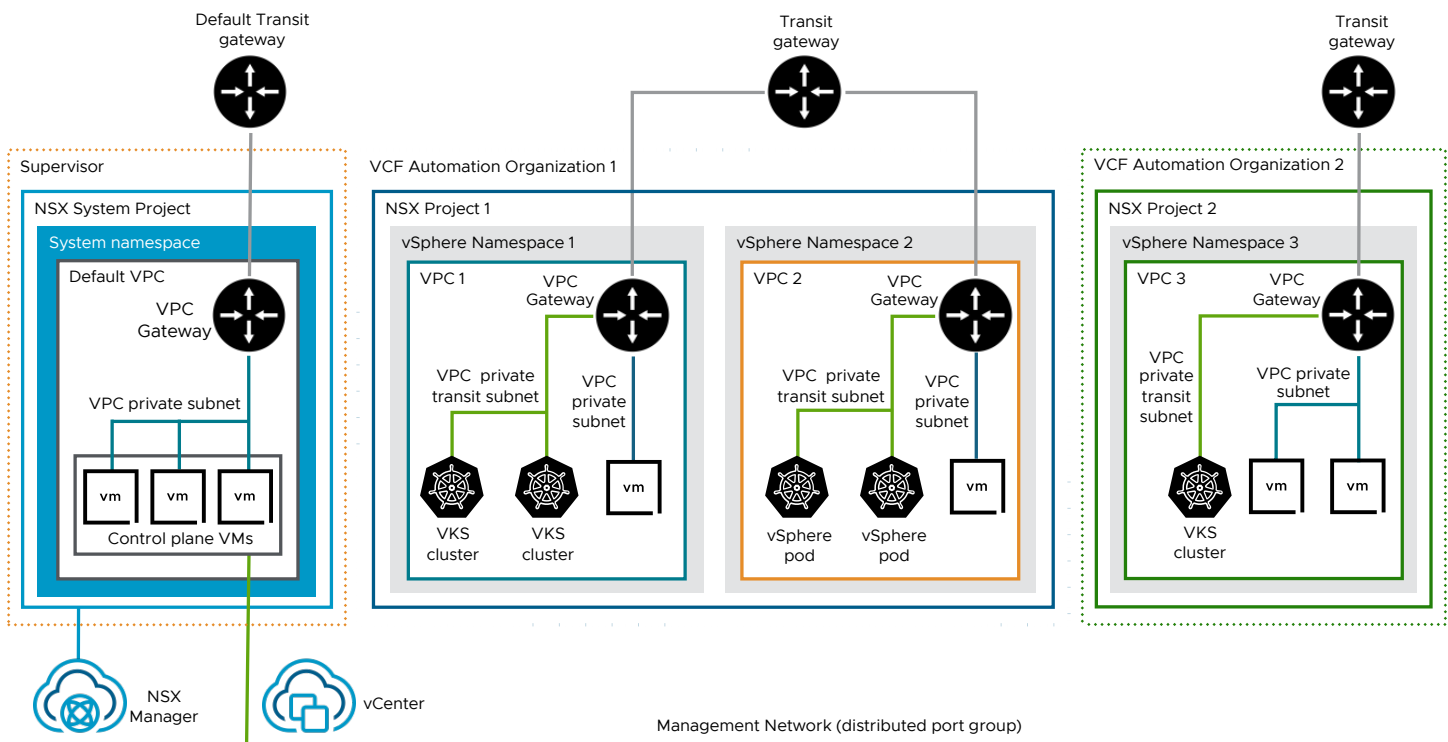 Default Transit
gateway
Transit
gateway
Transit
gateway
Supervisor
NSX System Project
System namespace
Default VPC
VPC
Gateway
VPC private subnet
vm
vm
vm
Control plane VMs
VCF Automation Organization 1
NSX Project 1
vSphere Namespace 1
VPC 1
VPC
Gateway
VPC private
transit subnet
VPC
private
subnet
VKS
cluster
VKS
cluster
vm
vSphere Namespace 2
VPC 2
VPC
Gateway
VPC private
transit subnet
VPC
private
subnet
vSphere
pod
vSphere
pod
vm
VCF Automation Organization 2
NSX Project 2
vSphere Namespace 3
VPC 3
VPC
Gateway
VPC
private
transit
subnet
VPC private
subnet
VKS
cluster
vm
vm
NSX
Manager
vCenter
Management Network (distributed port group)